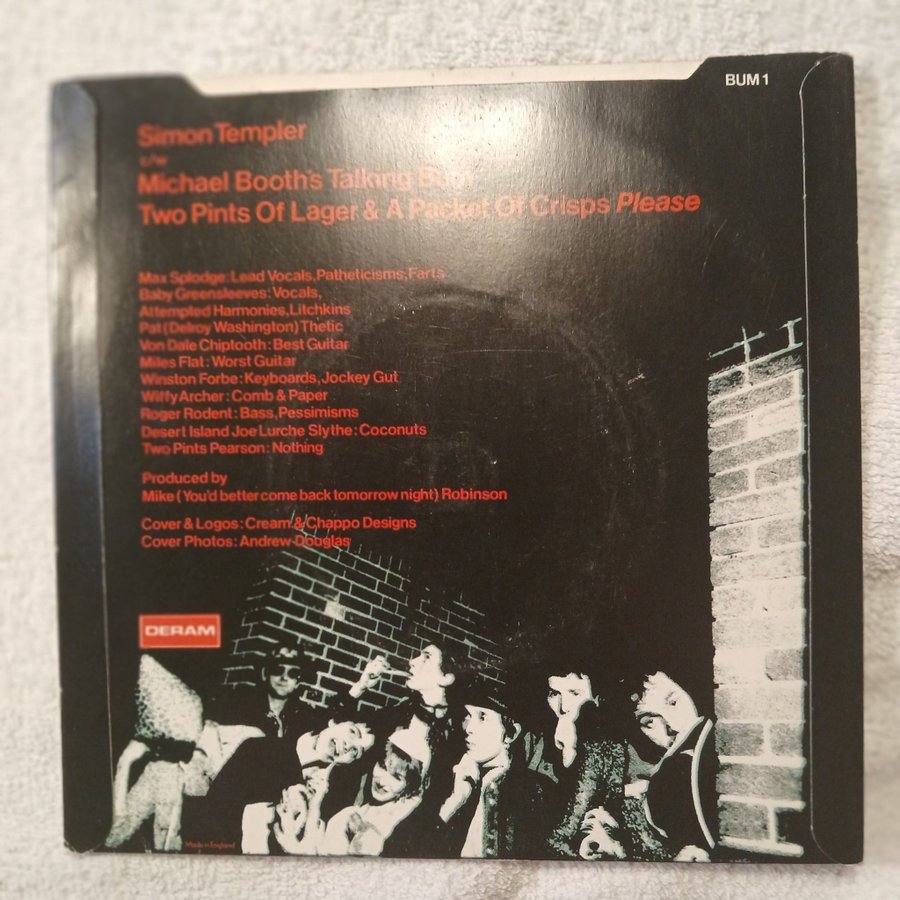 BUM 1
Simon Templer
c/w
Michael Booth's Talking Bum
Two Pints Of Lager & A Packet Of Crisps Please
Max Splodge: Lead Vocals, Patheticisms, Farts
Baby Greensleeves: Vocals,
Attempted Harmonies, Litchkins
Pat (Delroy Washington) Thetic
Von Dale Chiptooth: Best Guitar
Miles Flat: Worst Guitar
Winston Forbe: Keyboards, Jockey Gut
Wiffy Archer: Comb & Paper
Roger Rodent: Bass, Pessimisms
Desert Island Joe Lurche Slythe: Coconuts
Two Pints Pearson: Nothing
Produced by
Mike (You'd better come back tomorrow night) Robinson
Cover & Logos: Cream & Chappo Designs
Cover Photos: Andrew Douglas
DERAM
Made in England